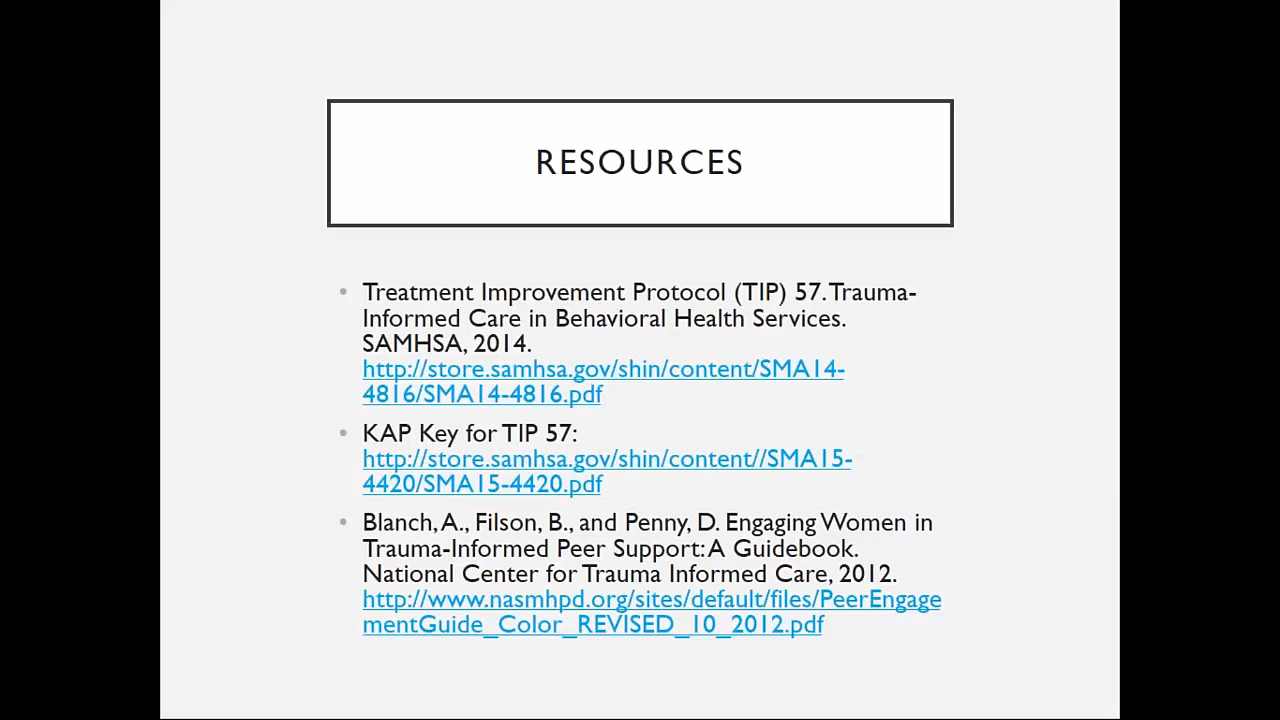 RESOURCES
• Treatment Improvement Protocol (TIP) 57. Trauma-
Informed Care in Behavioral Health Services.
SAMHSA, 2014.
http://store.samhsa.gov/shin/content/SMA14-
4816/SMA14-4816.pdf
• KAP Key for TIP 57:
http://store.samhsa.gov/shin/content//SMA15-
4420/SMA15-4420.pdf
• Blanch, A., Filson, B., and Penny, D. Engaging Women in
Trauma-Informed Peer Support: A Guidebook.
National Center for Trauma Informed Care, 2012.
http://www.nasmhpd.org/sites/default/files/PeerEngage
mentGuide_Color_REVISED_10_2012.pdf